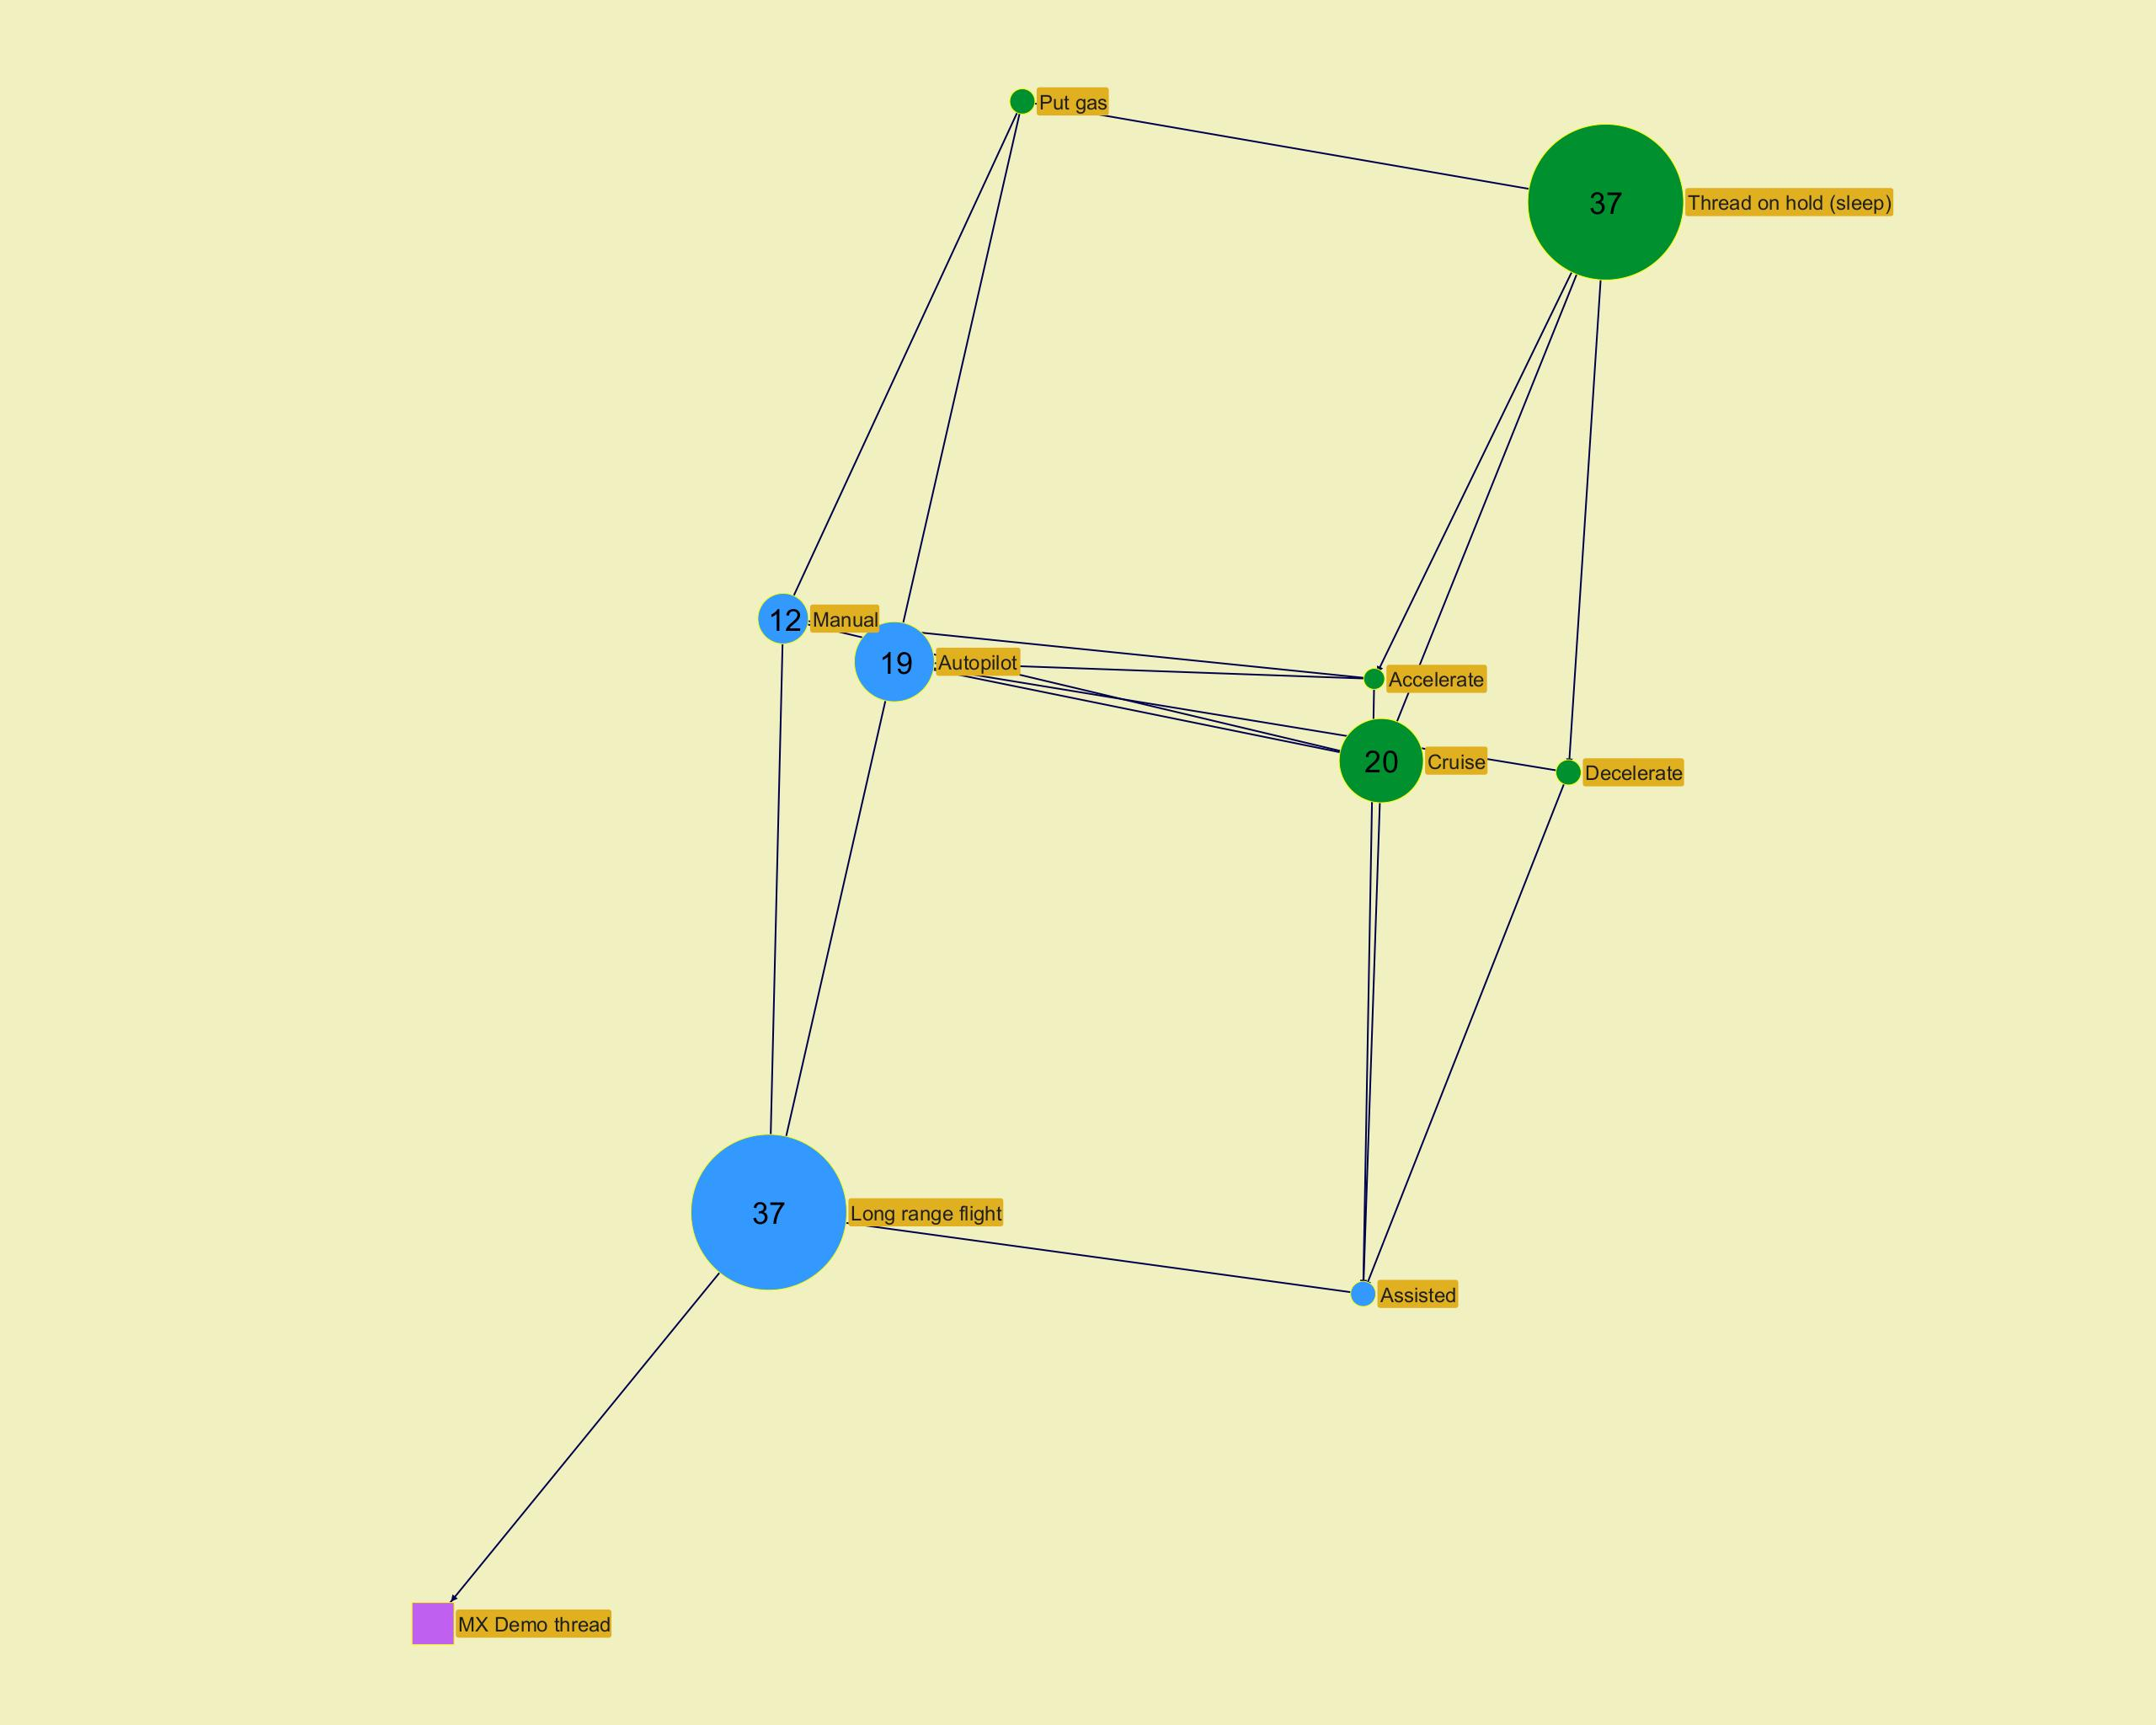 Put gas
37
Thread on hold (sleep)
12
Manual
19
Autopilot
Accelerate
20
Cruise
Decelerate
37
Long range flight
Assisted
MX Demo thread